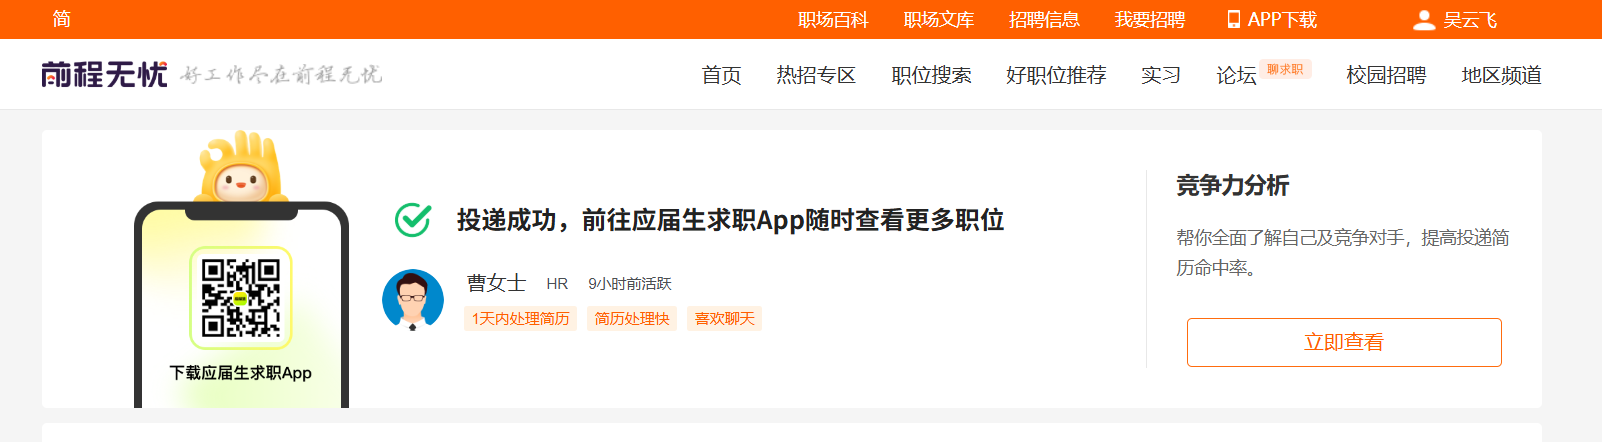 简 职场百科 职场文库 招聘信息 我要招聘 APP下载 吴云飞
前程无忧 好工作尽在前程无忧 首页 热招专区 职位搜索 好职位推荐 实习 论坛 聊求职 校园招聘 地区频道
下载应届生求职App
投递成功，前往应届生求职App随时查看更多职位
曹女士 HR 9小时前活跃
1天内处理简历 简历处理快 喜欢聊天
竞争力分析
帮你全面了解自己及竞争对手，提高投递简
历命中率。
立即查看